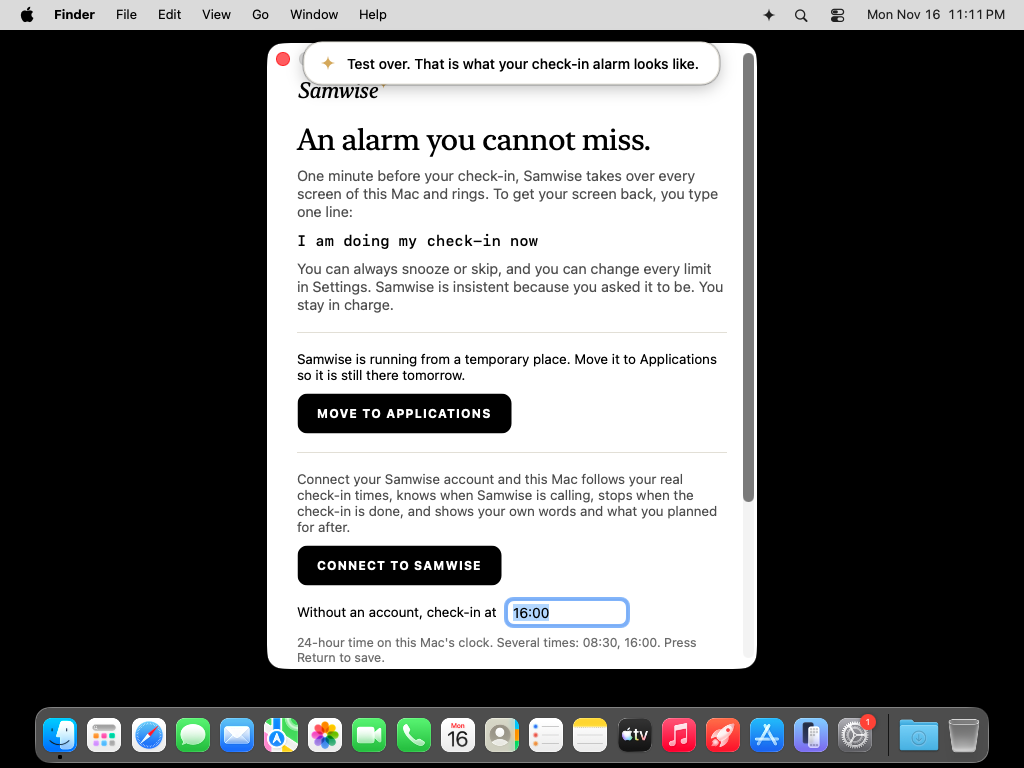 Finder File Edit View Go Window Help Mon Nov 16 11:11 PM
Test over. That is what your check-in alarm looks like.
Samwise
An alarm you cannot miss.
One minute before your check-in, Samwise takes over every
screen of this Mac and rings. To get your screen back, you type
one line:
I am doing my check-in now
You can always snooze or skip, and you can change every limit
in Settings. Samwise is insistent because you asked it to be. You
stay in charge.
Samwise is running from a temporary place. Move it to Applications
so it is still there tomorrow.
MOVE TO APPLICATIONS
Connect your Samwise account and this Mac follows your real
check-in times, knows when Samwise is calling, stops when the
check-in is done, and shows your own words and what you planned
for after.
CONNECT TO SAMWISE
Without an account, check-in at 16:00
24-hour time on this Mac's clock. Several times: 08:30, 16:00. Press
Return to save.
Mon
16
tv
1